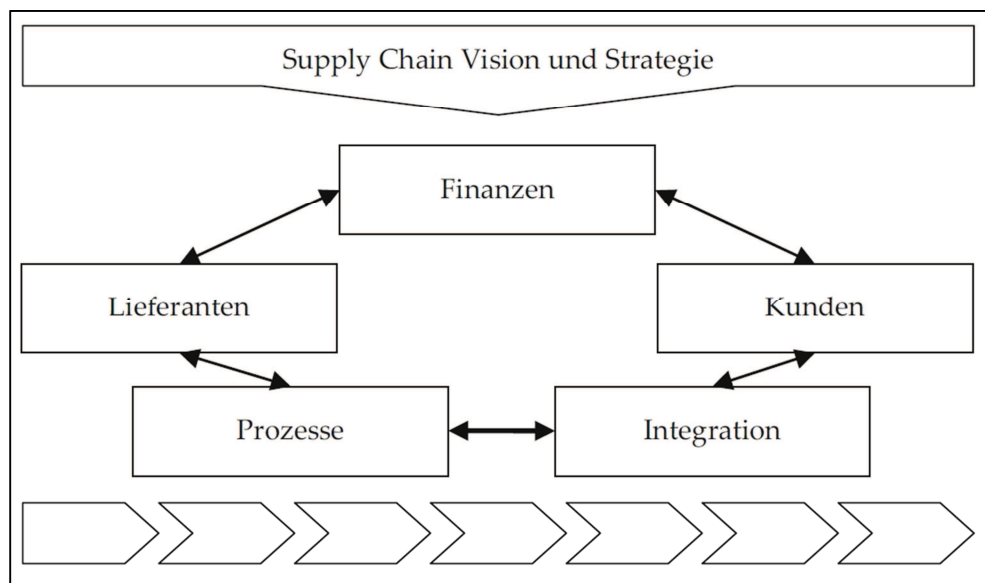 Supply Chain Vision und Strategie
Finanzen
Lieferanten
Kunden
Prozesse
Integration